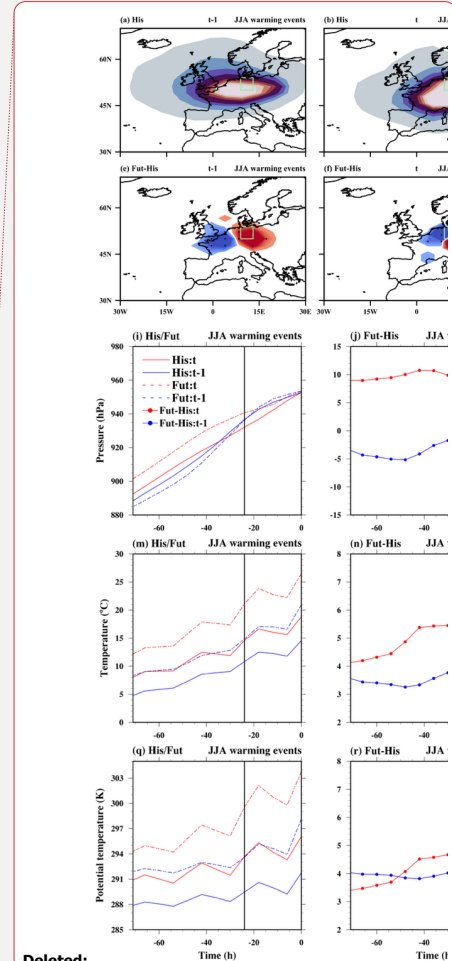 (a) His t-1 JJA warming events (b) His t JJA
60N
45N
30N
(e) Fut-His t-1 JJA warming events (f) Fut-His t JJA
60N
45N
30N
30W 15W 0 15E 30E 30W 15W 0
(i) His/Fut JJA warming events (j) Fut-His JJA
980
960
940
920
900
880
Pressure (hPa)
His:t
His:t-1
Fut:t
Fut:t-1
Fut-His:t
Fut-His:t-1
15
10
5
0
-5
-10
-15
-60 -40 -20 0 -60 -40
(m) His/Fut JJA warming events (n) Fut-His JJA
30
25
20
15
10
5
0
Temperature (°C)
8
7
6
5
4
3
2
-60 -40 -20 0 -60 -40
(q) His/Fut JJA warming events (r) Fut-His JJA
303
300
297
294
291
288
285
Potential temperature (K)
8
7
6
5
4
3
2
-60 -40 -20 0 -60 -40
Time (h)
Deleted: